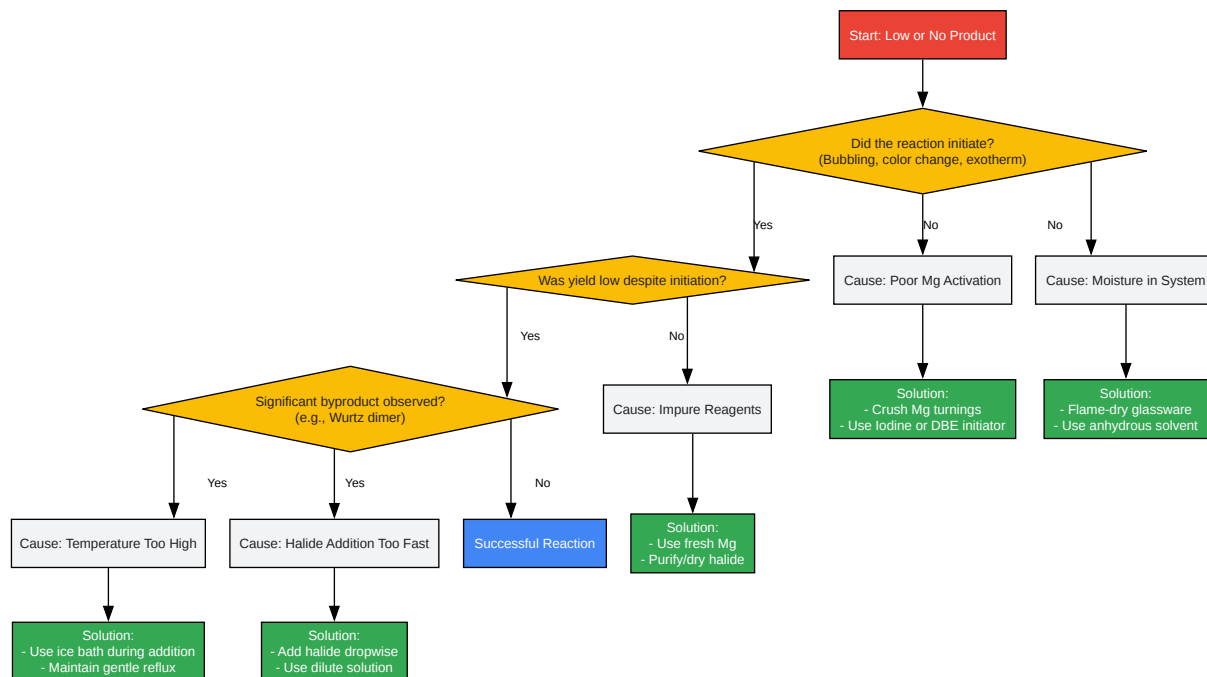 Start: Low or No Product
Did the reaction initiate?
(Bubbling, color change, exotherm)
Yes
No
No
Was yield low despite initiation?
Cause: Poor Mg Activation
Cause: Moisture in System
Yes
No
Significant byproduct observed?
(e.g., Wurtz dimer)
Cause: Impure Reagents
Solution:
- Crush Mg turnings
- Use Iodine or DBE initiator
Solution:
- Flame-dry glassware
- Use anhydrous solvent
Yes
Yes
No
Cause: Temperature Too High
Cause: Halide Addition Too Fast
Successful Reaction
Solution:
- Use fresh Mg
- Purify/dry halide
Solution:
- Use ice bath during addition
- Maintain gentle reflux
Solution:
- Add halide dropwise
- Use dilute solution